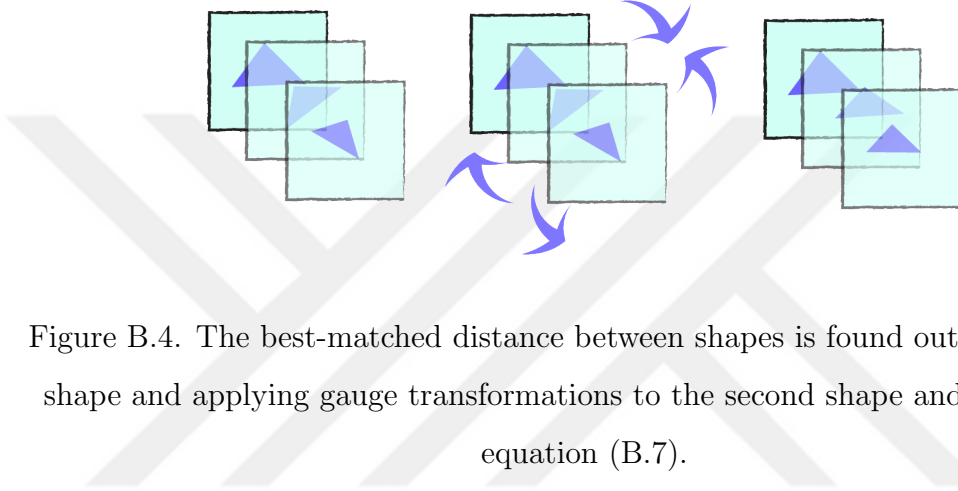 Figure B.4. The best-matched distance between shapes is found out
shape and applying gauge transformations to the second shape and
equation (B.7).